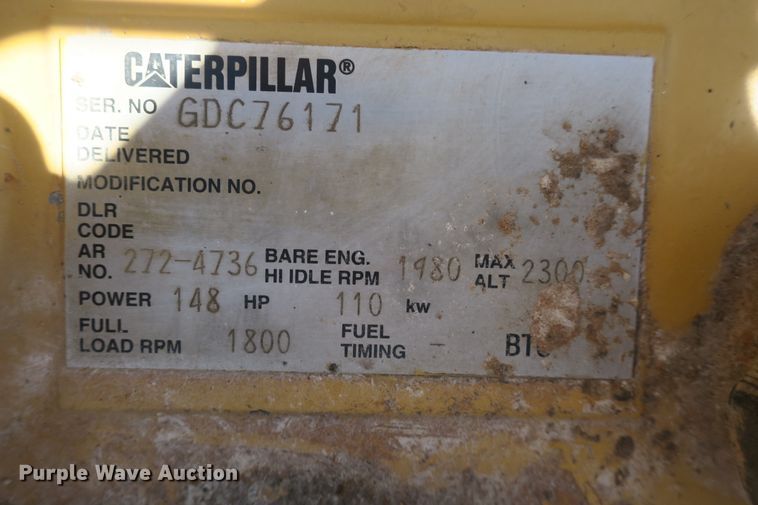 CATERPILLAR®
SER. NO GDC76171
DATE
DELIVERED
MODIFICATION NO.
DLR
CODE
AR
NO. 272-4736 BARE ENG.
HI IDLE RPM 1980 MAX
ALT 2300
POWER 148 HP 110 kw
FULL
LOAD RPM 1800 FUEL
TIMING -
Purple Wave Auction